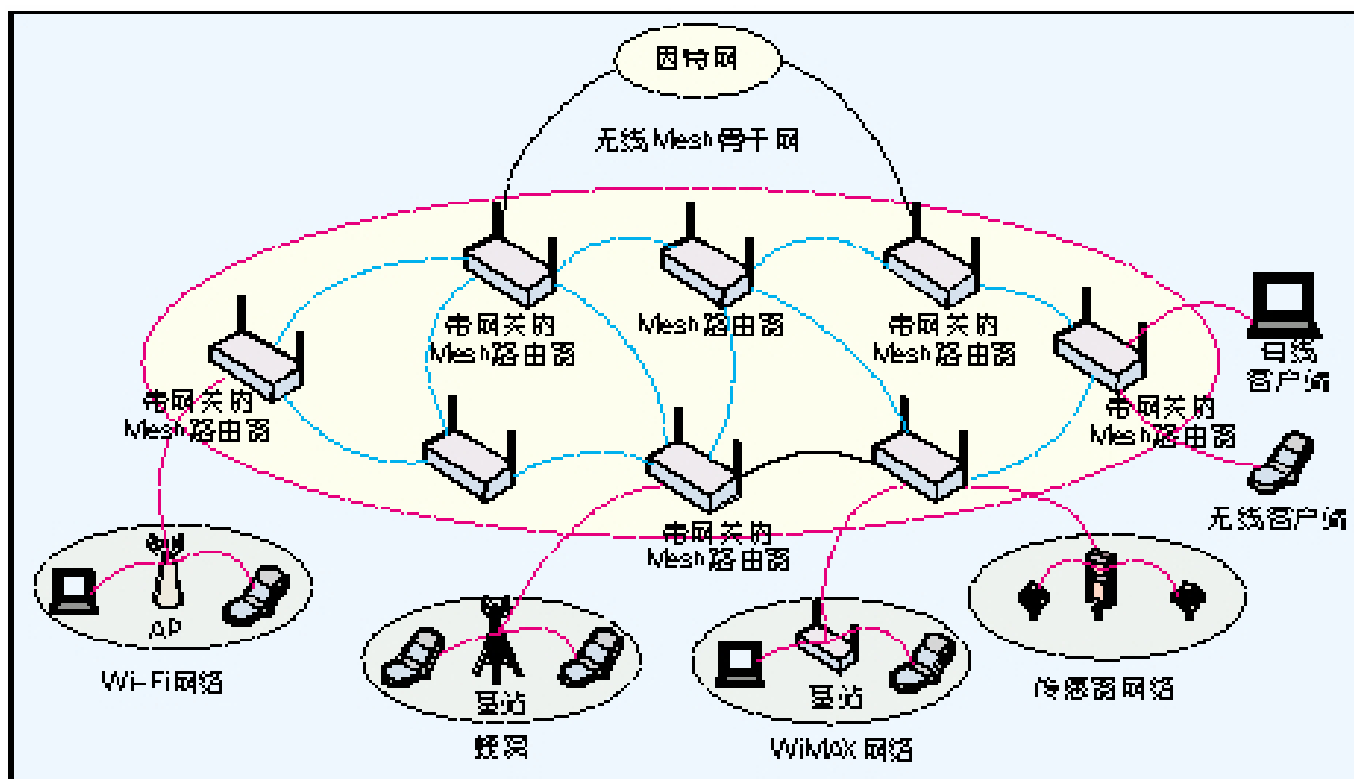 因特网
无线Mesh骨干网
带网关的
Mesh路由器
Mesh路由器
带网关的
Mesh路由器
带网关的
Mesh路由器
带网关的
Mesh路由器
有线
客户端
无线客户端
带网关的
Mesh路由器
AP
Wi-Fi网络
基站
蜂窝
基站
WiMAX网络
传感器网络